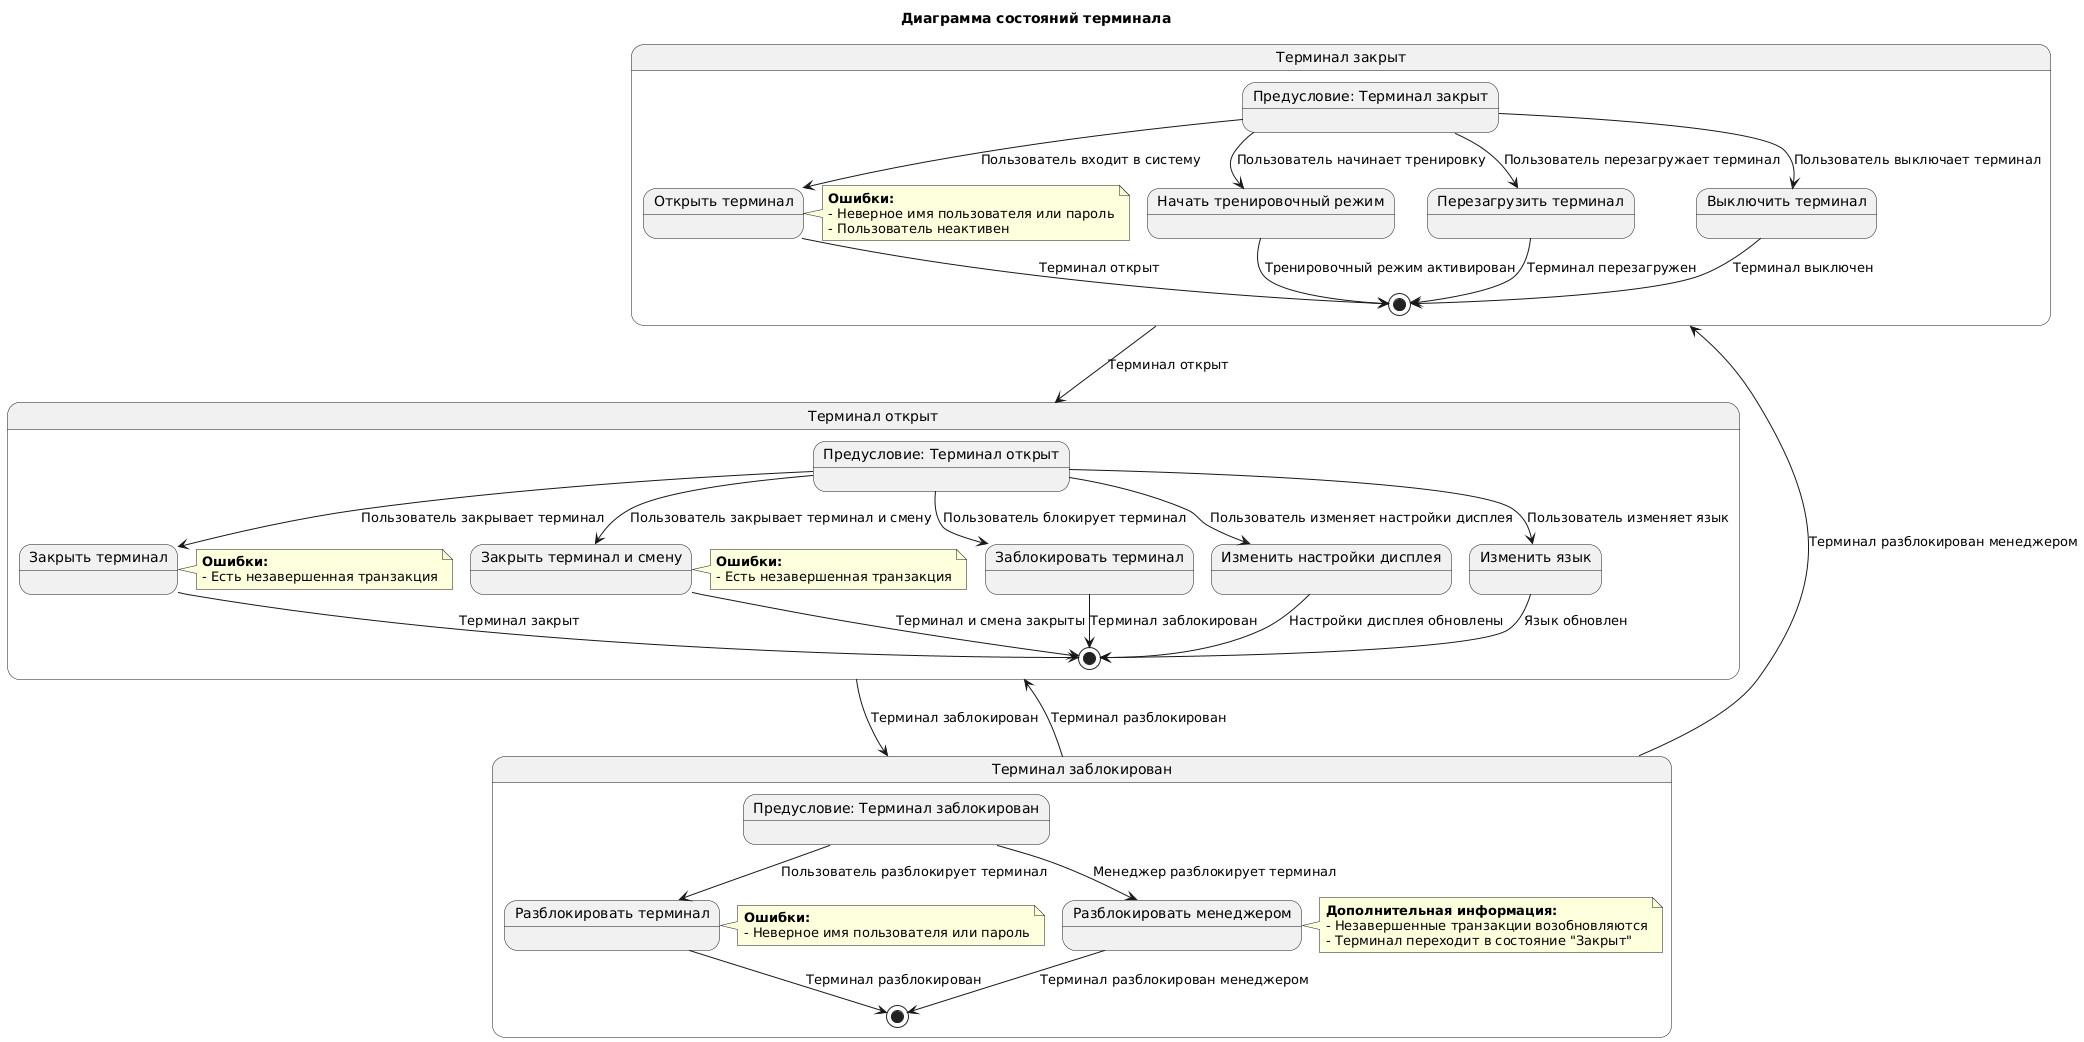 Диаграмма состояний терминала
Терминал закрыт
Предусловие: Терминал закрыт
Пользователь входит в систему
Пользователь начинает тренировку
Пользователь перезагружает терминал
Пользователь выключает терминал
Открыть терминал
Ошибки:
- Неверное имя пользователя или пароль
- Пользователь неактивен
Начать тренировочный режим
Перезагрузить терминал
Выключить терминал
Терминал открыт
Тренировочный режим активирован
Терминал перезагружен
Терминал выключен
Терминал открыт
Терминал открыт
Предусловие: Терминал открыт
Пользователь закрывает терминал
Пользователь закрывает терминал и смену
Пользователь блокирует терминал
Пользователь изменяет настройки дисплея
Пользователь изменяет язык
Терминал разблокирован менеджером
Закрыть терминал
Ошибки:
- Есть незавершенная транзакция
Закрыть терминал и смену
Ошибки:
- Есть незавершенная транзакция
Заблокировать терминал
Изменить настройки дисплея
Изменить язык
Терминал закрыт
Терминал и смена закрыты
Терминал заблокирован
Настройки дисплея обновлены
Язык обновлен
Терминал заблокирован
Терминал разблокирован
Терминал заблокирован
Предусловие: Терминал заблокирован
Пользователь разблокирует терминал
Менеджер разблокирует терминал
Разблокировать терминал
Ошибки:
- Неверное имя пользователя или пароль
Разблокировать менеджером
Дополнительная информация:
- Незавершенные транзакции возобновляются
- Терминал переходит в состояние "Закрыт"
Терминал разблокирован
Терминал разблокирован менеджером